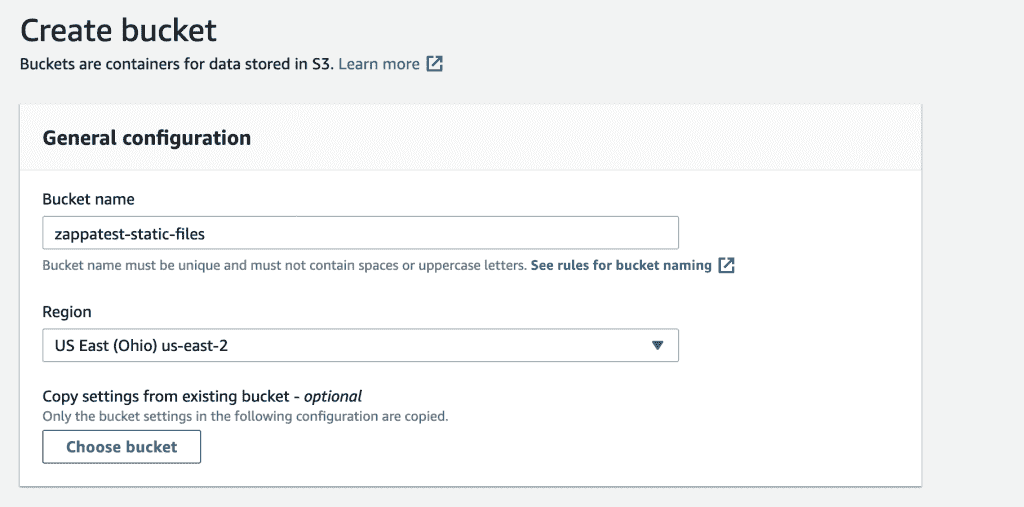 Create bucket
Buckets are containers for data stored in S3. Learn more
General configuration
Bucket name
zappatest-static-files
Bucket name must be unique and must not contain spaces or uppercase letters. See rules for bucket naming
Region
US East (Ohio) us-east-2
Copy settings from existing bucket - optional
Only the bucket settings in the following configuration are copied.
Choose bucket